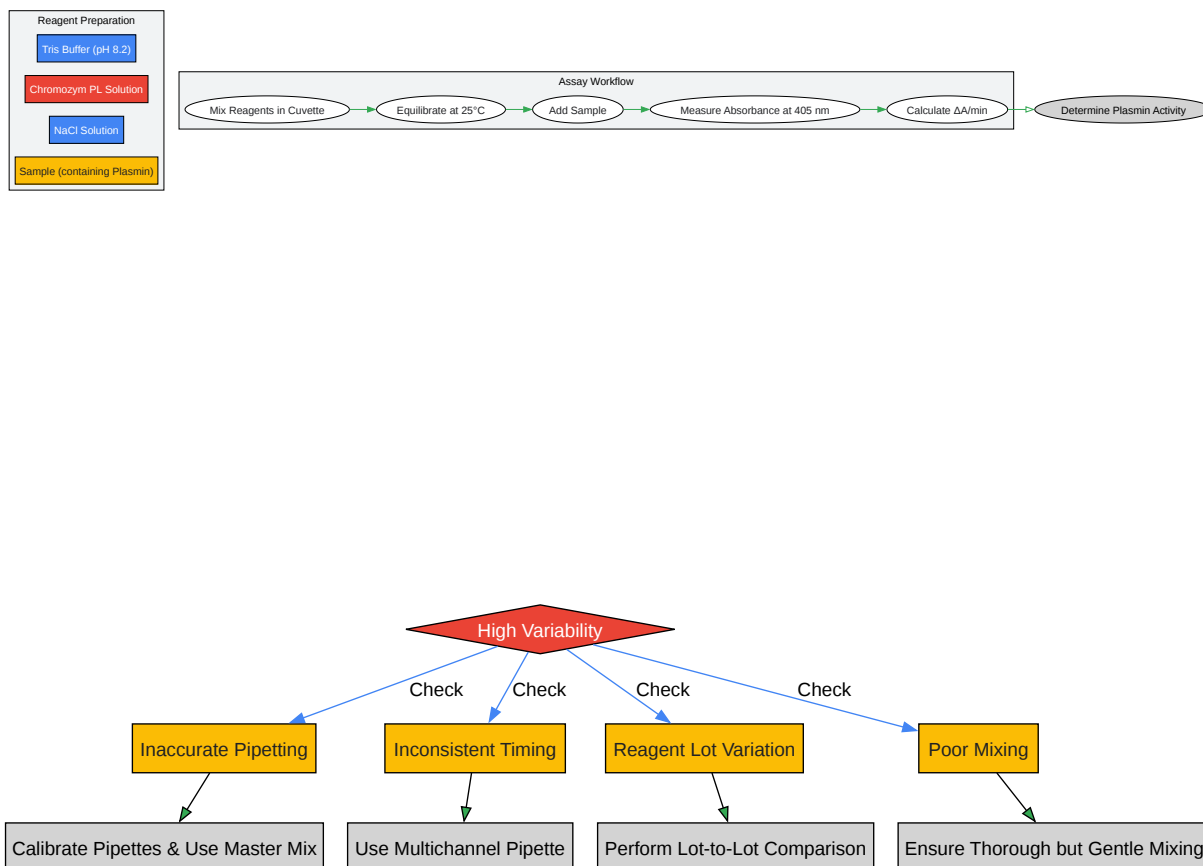 Reagent Preparation
Tris Buffer (pH 8.2)
Chromozym PL Solution
NaCl Solution
Sample (containing Plasmin)
Assay Workflow
Mix Reagents in Cuvette
Equilibrate at 25°C
Add Sample
Measure Absorbance at 405 nm
Calculate ΔA/min
Determine Plasmin Activity
High Variability
Check
Check
Check
Check
Inaccurate Pipetting
Inconsistent Timing
Reagent Lot Variation
Poor Mixing
Calibrate Pipettes & Use Master Mix
Use Multichannel Pipette
Perform Lot-to-Lot Comparison
Ensure Thorough but Gentle Mixing